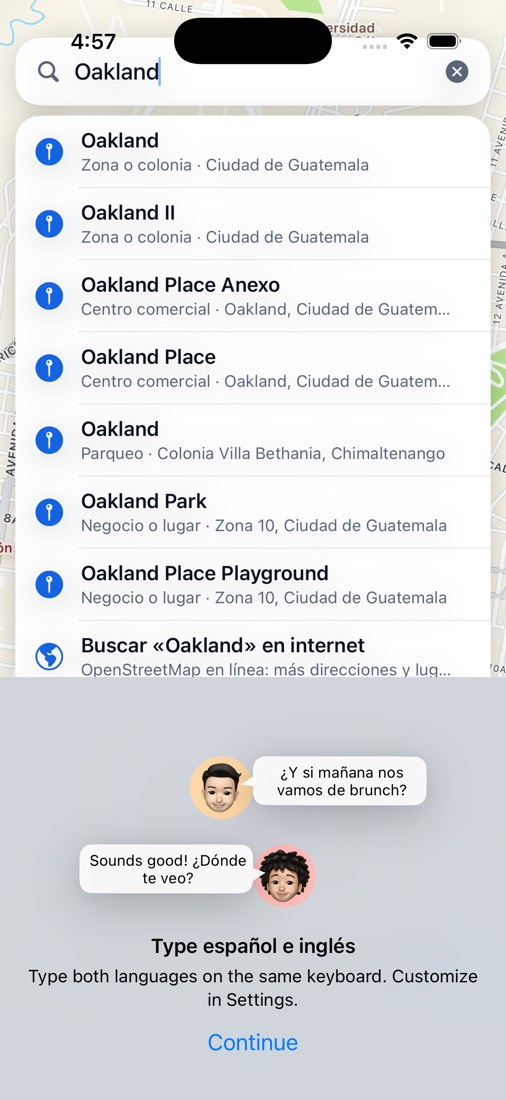 11 CALLE
ersidad
4:57
Oakland
Oakland
Zona o colonia · Ciudad de Guatemala
Oakland II
Zona o colonia · Ciudad de Guatemala
Oakland Place Anexo
Centro comercial · Oakland, Ciudad de Guatem...
Oakland Place
Centro comercial · Oakland, Ciudad de Guatem...
Oakland
Parqueo · Colonia Villa Bethania, Chimaltenango
Oakland Park
Negocio o lugar · Zona 10, Ciudad de Guatemala
Oakland Place Playground
Negocio o lugar · Zona 10, Ciudad de Guatemala
Buscar «Oakland» en internet
OpenStreetMap en línea: más direcciones y lug...
¿Y si mañana nos
vamos de brunch?
Sounds good! ¿Dónde
te veo?
Type español e inglés
Type both languages on the same keyboard. Customize
in Settings.
Continue